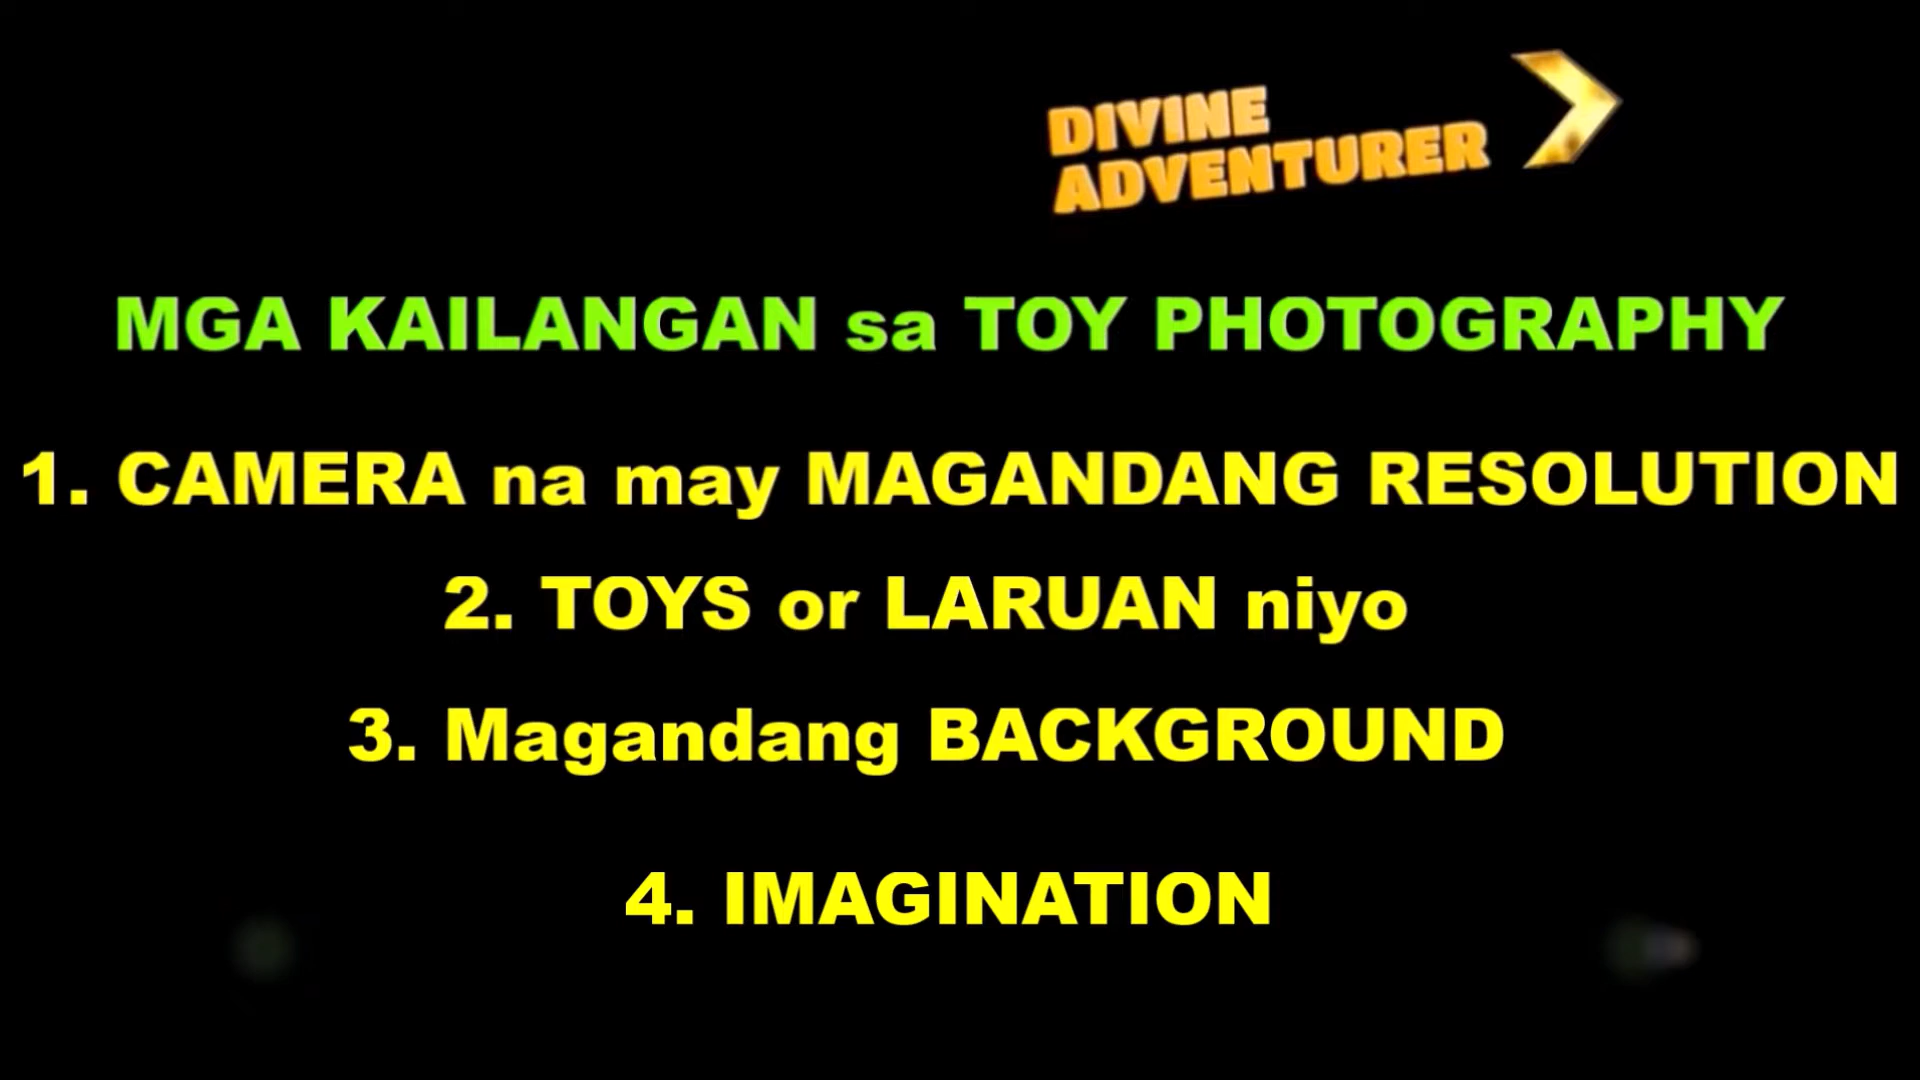 DIVINE
ADVENTURER
MGA KAILANGAN sa TOY PHOTOGRAPHY
1. CAMERA na may MAGANDANG RESOLUTION
2. TOYS or LARUAN niyo
3. Magandang BACKGROUND
4. IMAGINATION